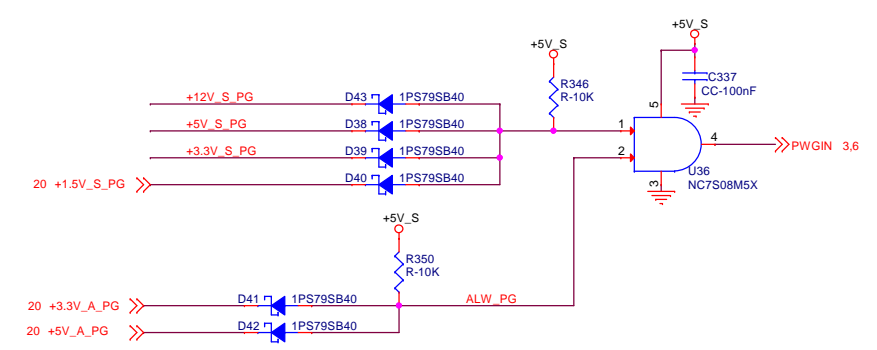 +5V_S
+5V_S
C337
CC-100nF
R346
R-10K
+12V_S_PG
D43
1PS79SB40
5
+5V_S_PG
D38
1PS79SB40
1
4
PWGIN 3,6
+3.3V_S_PG
D39
1PS79SB40
2
20 +1.5V_S_PG
D40
1PS79SB40
3
U36
NC7S08M5X
+5V_S
R350
R-10K
20 +3.3V_A_PG
D41
1PS79SB40
ALW_PG
20 +5V_A_PG
D42
1PS79SB40